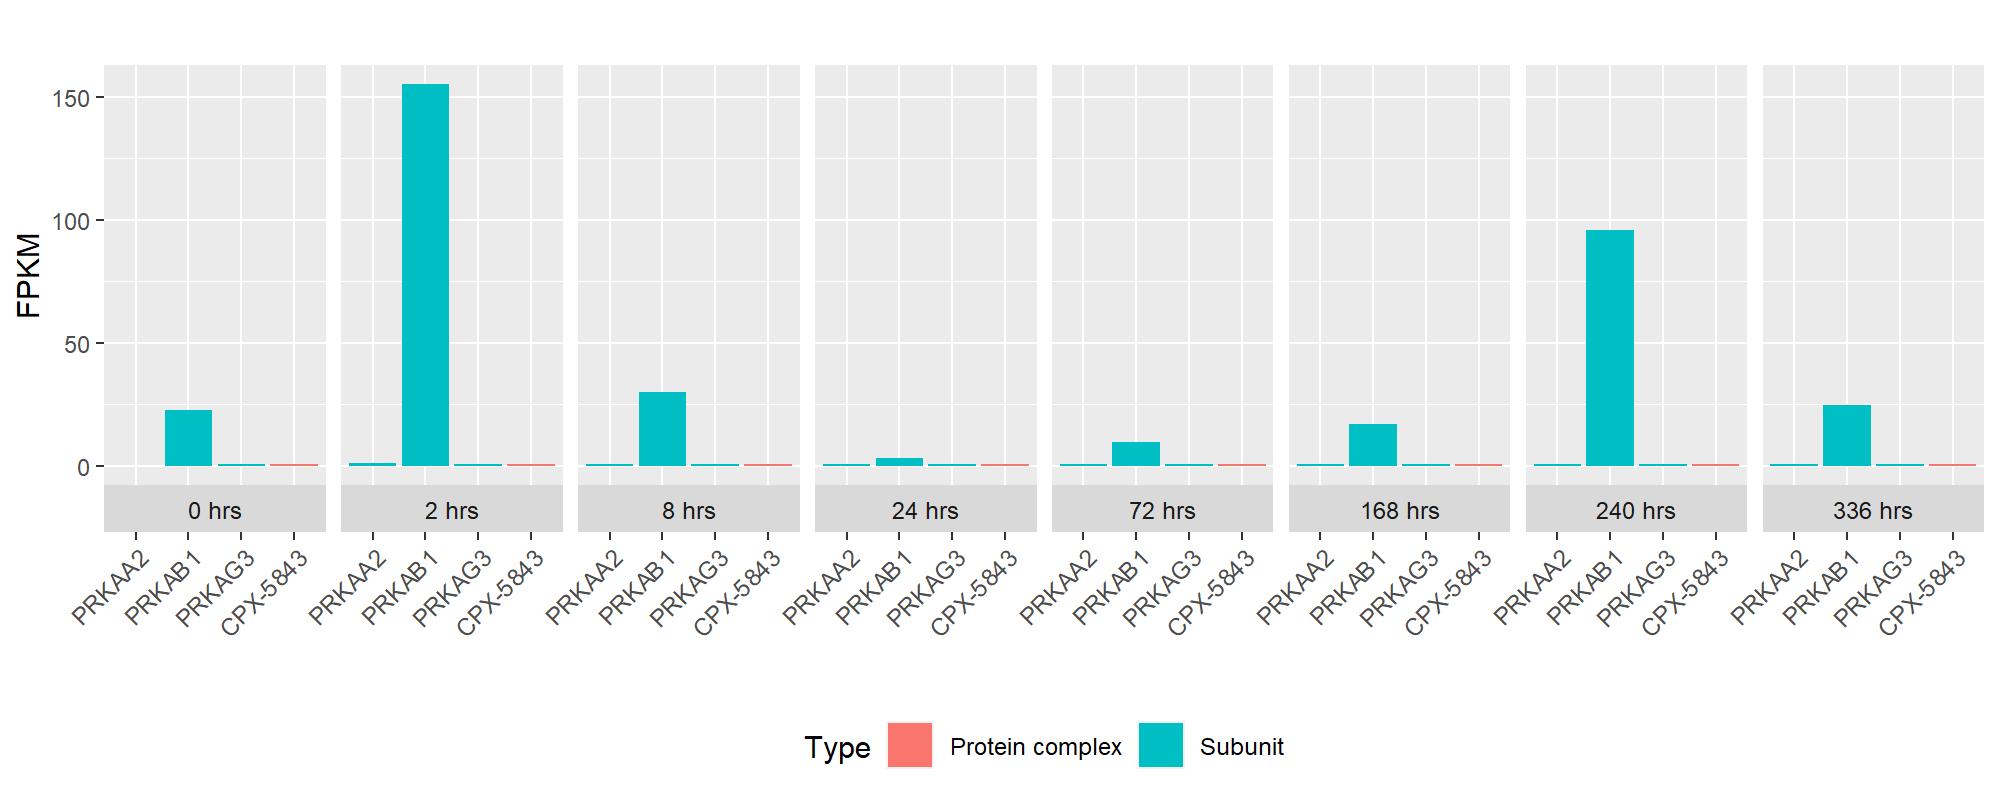 FPKM
150
100
50
0
0 hrs 2 hrs 8 hrs 24 hrs 72 hrs 168 hrs 240 hrs 336 hrs
PRKAA2 PRKAB1 PRKAG3 CPX-5843 PRKAA2 PRKAB1 PRKAG3 CPX-5843 PRKAA2 PRKAB1 PRKAG3 CPX-5843 PRKAA2 PRKAB1 PRKAG3 CPX-5843 PRKAA2 PRKAB1 PRKAG3 CPX-5843 PRKAA2 PRKAB1 PRKAG3 CPX-5843 PRKAA2 PRKAB1 PRKAG3 CPX-5843 PRKAA2 PRKAB1 PRKAG3 CPX-5843
Type Protein complex Subunit